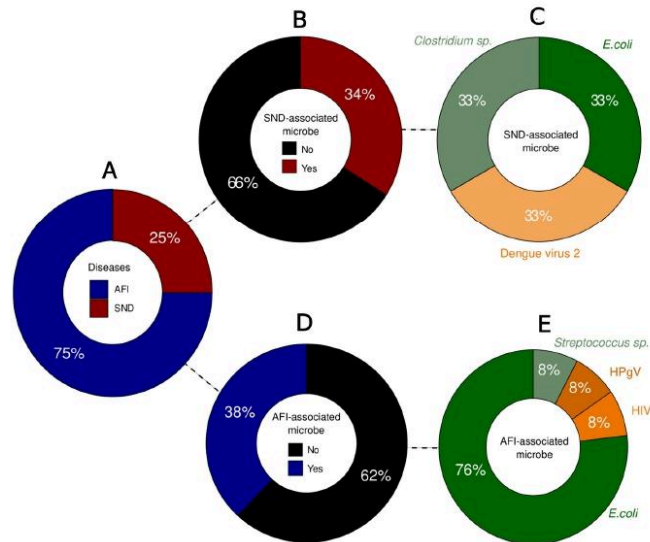 A
25%
Diseases
AFI
SND
75%
B
34%
SND-associated
microbe
No
Yes
66%
C
Clostridium sp.
E.coli
33%
33%
SND-associated
microbe
33%
Dengue virus 2
D
38%
AFI-associated
microbe
No
Yes
62%
E
Streptococcus sp.
HPgV
8%
8%
HIV
8%
AFI-associated
microbe
76%
E.coli